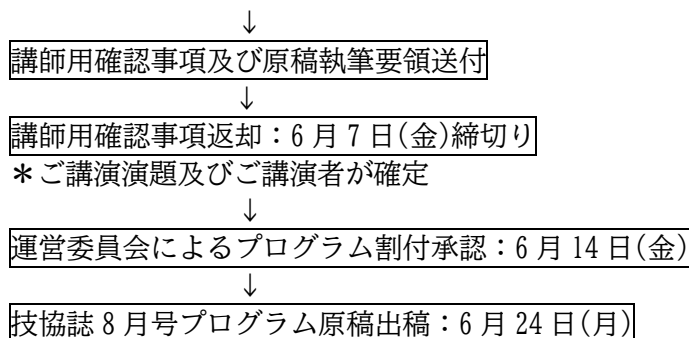 ↓
講師用確認事項及び原稿執筆要領送付
↓
講師用確認事項返却：6月7日(金)締切り
＊ご講演演題及びご講演者が確定
↓
運営委員会によるプログラム割付承認：6月14日(金)
↓
技協誌8月号プログラム原稿出稿：6月24日(月)